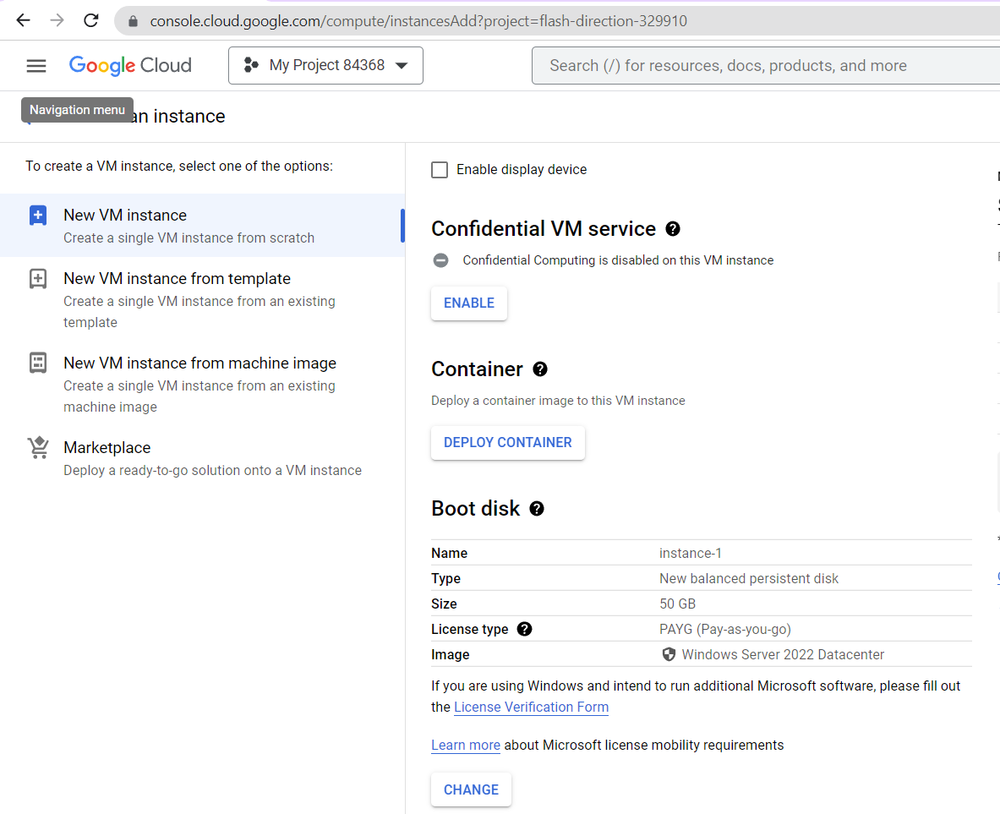 console.cloud.google.com/compute/instancesAdd?project=flash-direction-329910
Google Cloud
My Project 84368
Search (/) for resources, docs, products, and more
Navigation menu
an instance
To create a VM instance, select one of the options:
New VM instance
Create a single VM instance from scratch
New VM instance from template
Create a single VM instance from an existing
template
New VM instance from machine image
Create a single VM instance from an existing
machine image
Marketplace
Deploy a ready-to-go solution onto a VM instance
Enable display device
Confidential VM service
Confidential Computing is disabled on this VM instance
ENABLE
Container
Deploy a container image to this VM instance
DEPLOY CONTAINER
Boot disk
Name instance-1
Type New balanced persistent disk
Size 50 GB
License type PAYG (Pay-as-you-go)
Image Windows Server 2022 Datacenter
If you are using Windows and intend to run additional Microsoft software, please fill out
the License Verification Form
Learn more about Microsoft license mobility requirements
CHANGE